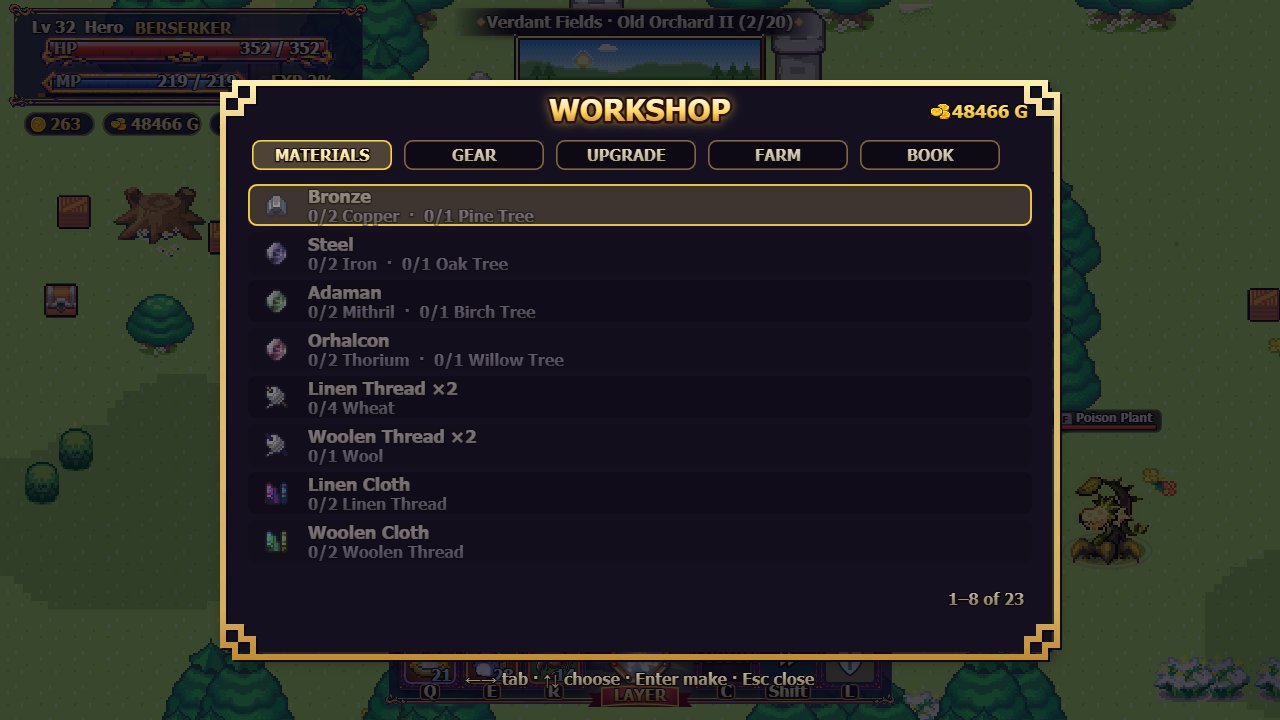 Lv 32 Hero BERSERKER
HP 352 / 352
MP 219 / 219
263
48466 G
Verdant Fields · Old Orchard II (2/20)
WORKSHOP
48466 G
MATERIALS
GEAR
UPGRADE
FARM
BOOK
Bronze
0/2 Copper · 0/1 Pine Tree
Steel
0/2 Iron · 0/1 Oak Tree
Adaman
0/2 Mithril · 0/1 Birch Tree
Orhalcon
0/2 Thorium · 0/1 Willow Tree
Linen Thread ×2
0/4 Wheat
Woolen Thread ×2
0/1 Wool
Linen Cloth
0/2 Linen Thread
Woolen Cloth
0/2 Woolen Thread
1–8 of 23
Poison Plant
21
←→ tab · ↑↓ choose · Enter make · Esc close
Q E R C Shift L
LAYER